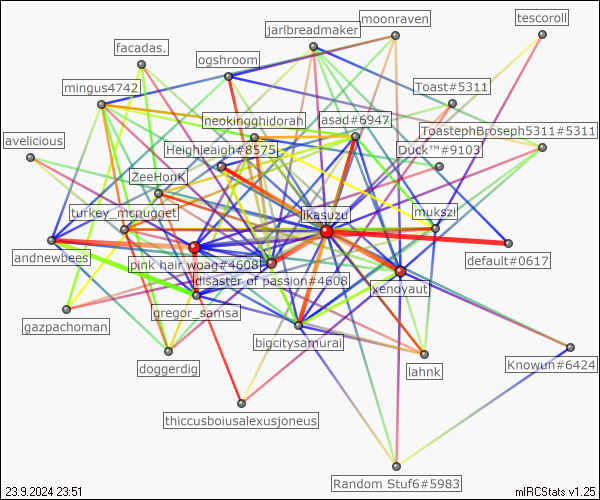 tescoroll
moonraven
jarlbreadmaker
facadas.
ogshroom
mingus4742
Toast#5311
neokingghidorah
asad#6947
ToastephBroseph5311#5311
avelicious
Heighleaigh#8575
Duck™#9103
ZeeHonK
turkey_mcnugget
likasuzu
mukszi
andnewbees
pink hair woag#4608
default#0617
disaster of passion#4608
xenoyaut
gregor_samsa
gazpachoman
bigcitysamurai
doggerdig
lahnk
Knowun#6424
thiccusboiusalexusjoneus
Random Stuf6#5983
23.9.2024 23:51
mIRCStats v1.25